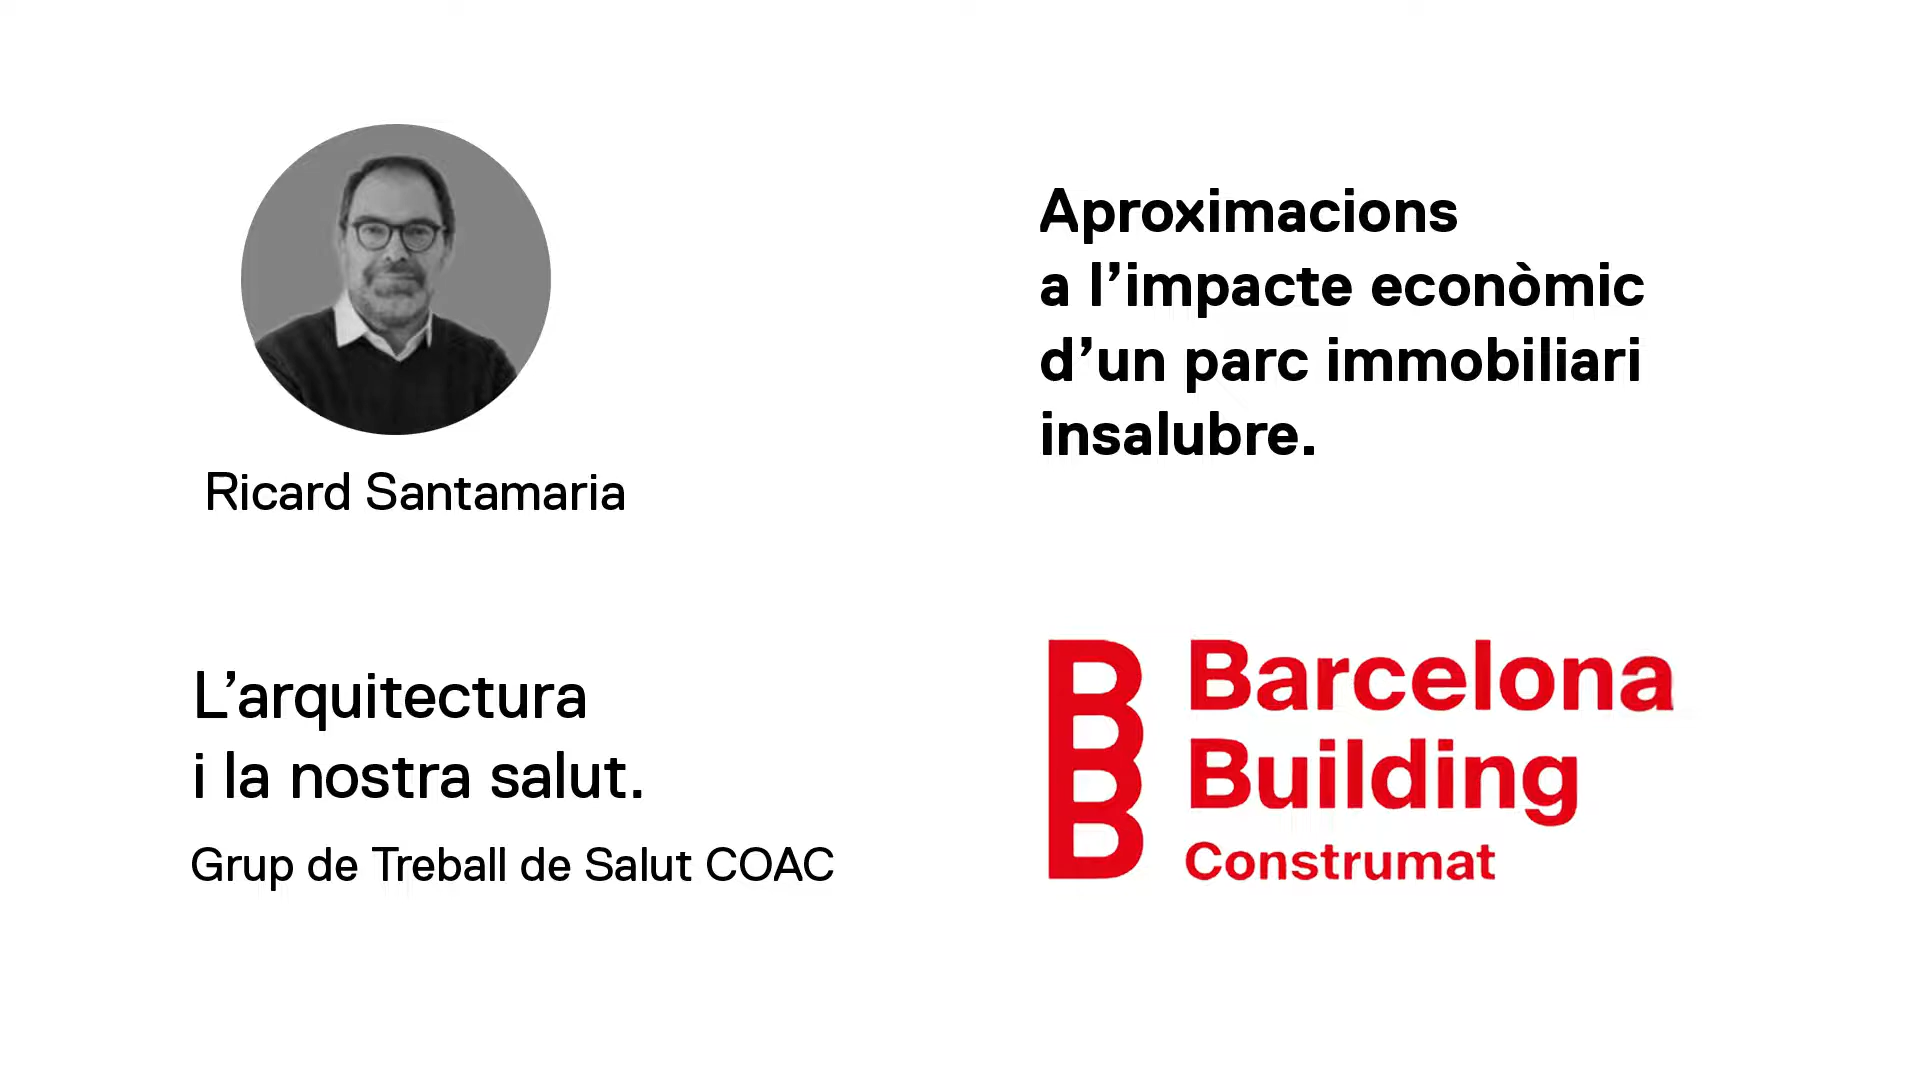 Ricard Santamaria
Aproximacions
a l’impacte econòmic
d’un parc immobiliari
insalubre.
L’arquitectura
i la nostra salut.
Grup de Treball de Salut COAC
BBBB
Barcelona
Building
Construmat